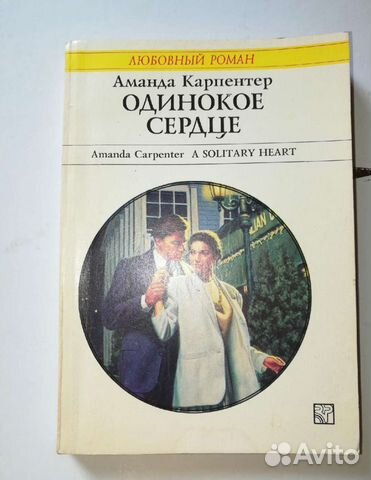 ЛЮБОВНЫЙ РОМАН
Аманда Карпентер
ОДИНОКОЕ
СЕРДЦЕ
Amanda Carpenter A SOLITARY HEART
Avito